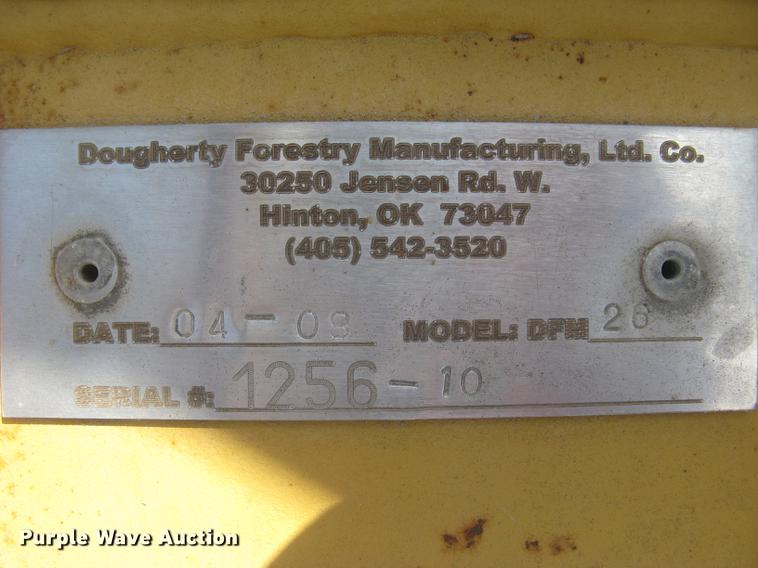 Dougherty Forestry Manufacturing, Ltd. Co.
30250 Jensen Rd. W.
Hinton, OK 73047
(405) 542-3520
DATE: 04-08 MODEL: DFM 26
SERIAL #: 1256-10
Purple Wave Auction